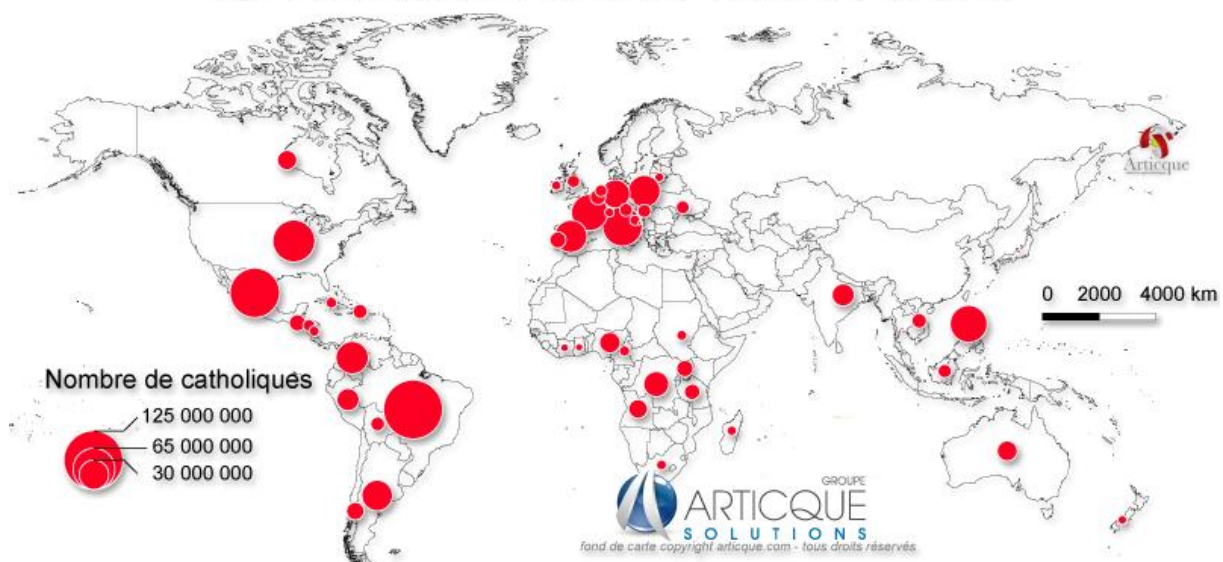 Articque
0 2000 4000 km
Nombre de catholiques
125 000 000
65 000 000
30 000 000
GROUPE
ARTICQUE
SOLUTIONS
fond de carte copyright articque.com - tous droits réservés